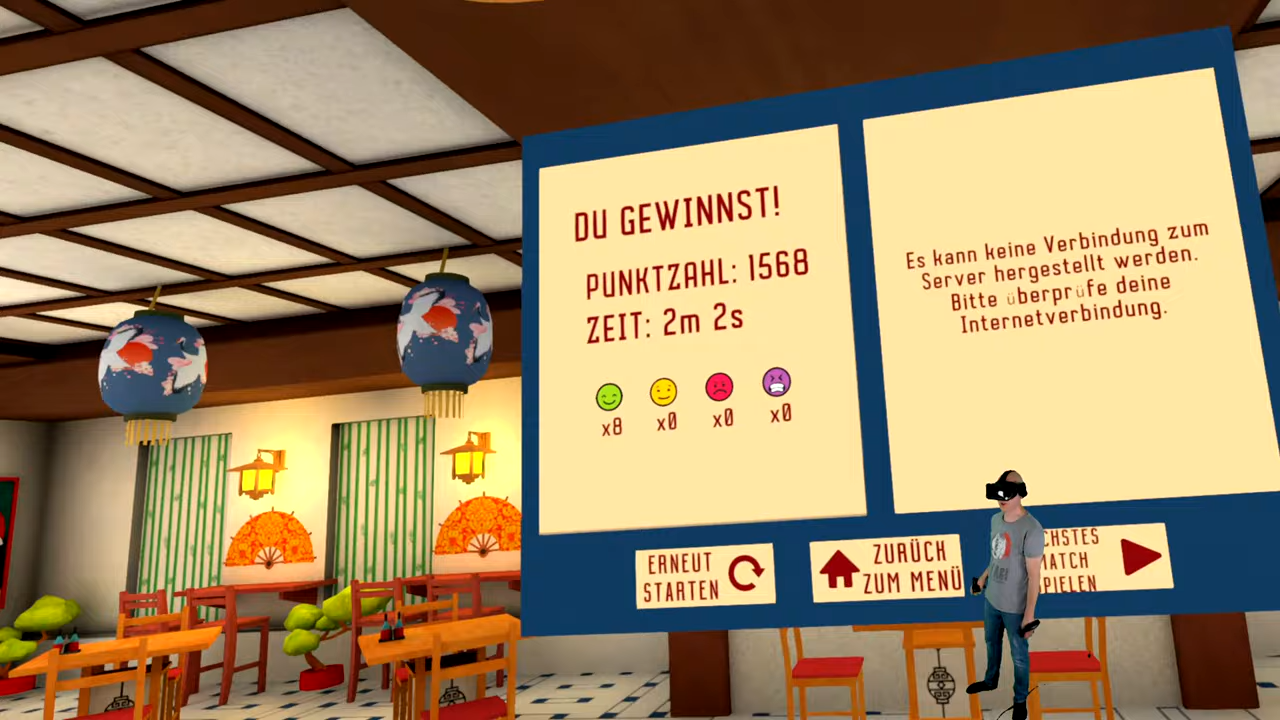 DU GEWINNST!
PUNKTZAHL: 1568
ZEIT: 2m 2s
x8 x0 x0 x0
Es kann keine Verbindung zum
Server hergestellt werden.
Bitte überprüfe deine
Internetverbindung.
ERNEUT
STARTEN
ZURÜCK
ZUM MENÜ
CHSTES
MATCH
SPIELEN